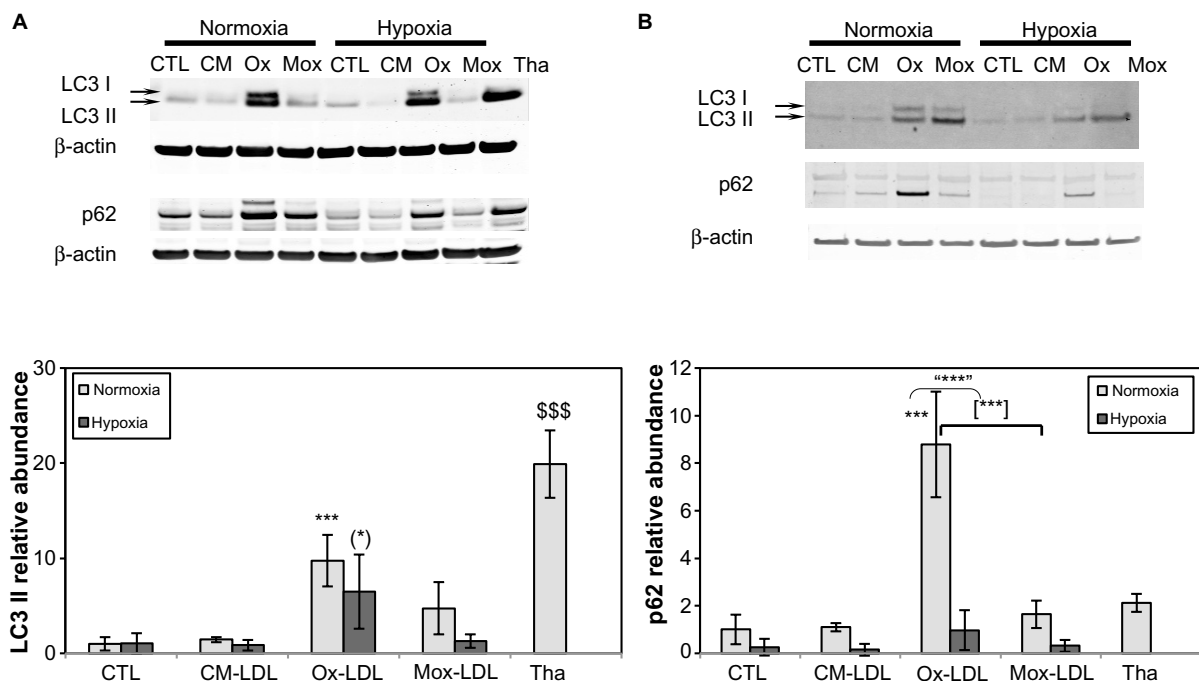 A
Normoxia Hypoxia
CTL CM Ox Mox CTL CM Ox Mox Tha
LC3 I
LC3 II
β-actin
p62
β-actin
B
Normoxia Hypoxia
CTL CM Ox Mox CTL CM Ox Mox
LC3 I
LC3 II
p62
β-actin
LC3 II relative abundance
30
20
10
0
Normoxia
Hypoxia
***
(*)
$$$
CTL CM-LDL Ox-LDL Mox-LDL Tha
p62 relative abundance
12
10
8
6
4
2
0
“***”
***
[***]
Normoxia
Hypoxia
CTL CM-LDL Ox-LDL Mox-LDL Tha